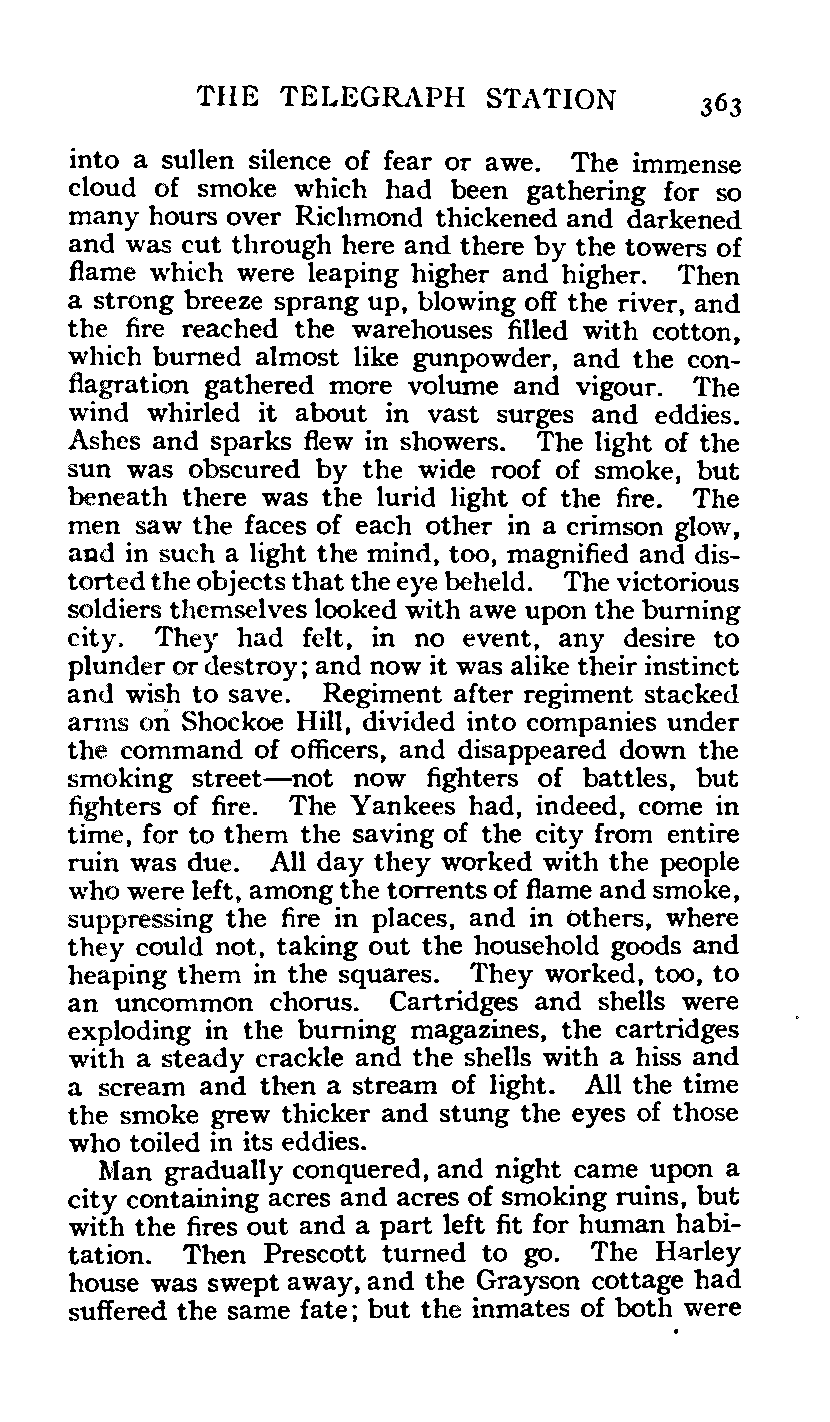 THE TELEGRAPH STATION 363
into a sullen silence of fear or awe. The immense
cloud of smoke which had been gathering for so
many hours over Richmond thickened and darkened
and was cut through here and there by the towers of
flame which were leaping higher and higher. Then
a strong breeze sprang up, blowing off the river, and
the fire reached the warehouses filled with cotton,
which burned almost like gunpowder, and the con-
flagration gathered more volume and vigour. The
wind whirled it about in vast surges and eddies.
Ashes and sparks flew in showers. The light of the
sun was obscured by the wide roof of smoke, but
beneath there was the lurid light of the fire. The
men saw the faces of each other in a crimson glow,
and in such a light the mind, too, magnified and dis-
torted the objects that the eye beheld. The victorious
soldiers themselves looked with awe upon the burning
city. They had felt, in no event, any desire to
plunder or destroy; and now it was alike their instinct
and wish to save. Regiment after regiment stacked
arms on Shockoe Hill, divided into companies under
the command of officers, and disappeared down the
smoking street—not now fighters of battles, but
fighters of fire. The Yankees had, indeed, come in
time, for to them the saving of the city from entire
ruin was due. All day they worked with the people
who were left, among the torrents of flame and smoke,
suppressing the fire in places, and in others, where
they could not, taking out the household goods and
heaping them in the squares. They worked, too, to
an uncommon chorus. Cartridges and shells were
exploding in the burning magazines, the cartridges
with a steady crackle and the shells with a hiss and
a scream and then a stream of light. All the time
the smoke grew thicker and stung the eyes of those
who toiled in its eddies.
Man gradually conquered, and night came upon a
city containing acres and acres of smoking ruins, but
with the fires out and a part left fit for human habi-
tation. Then Prescott turned to go. The Harley
house was swept away, and the Grayson cottage had
suffered the same fate; but the inmates of both were